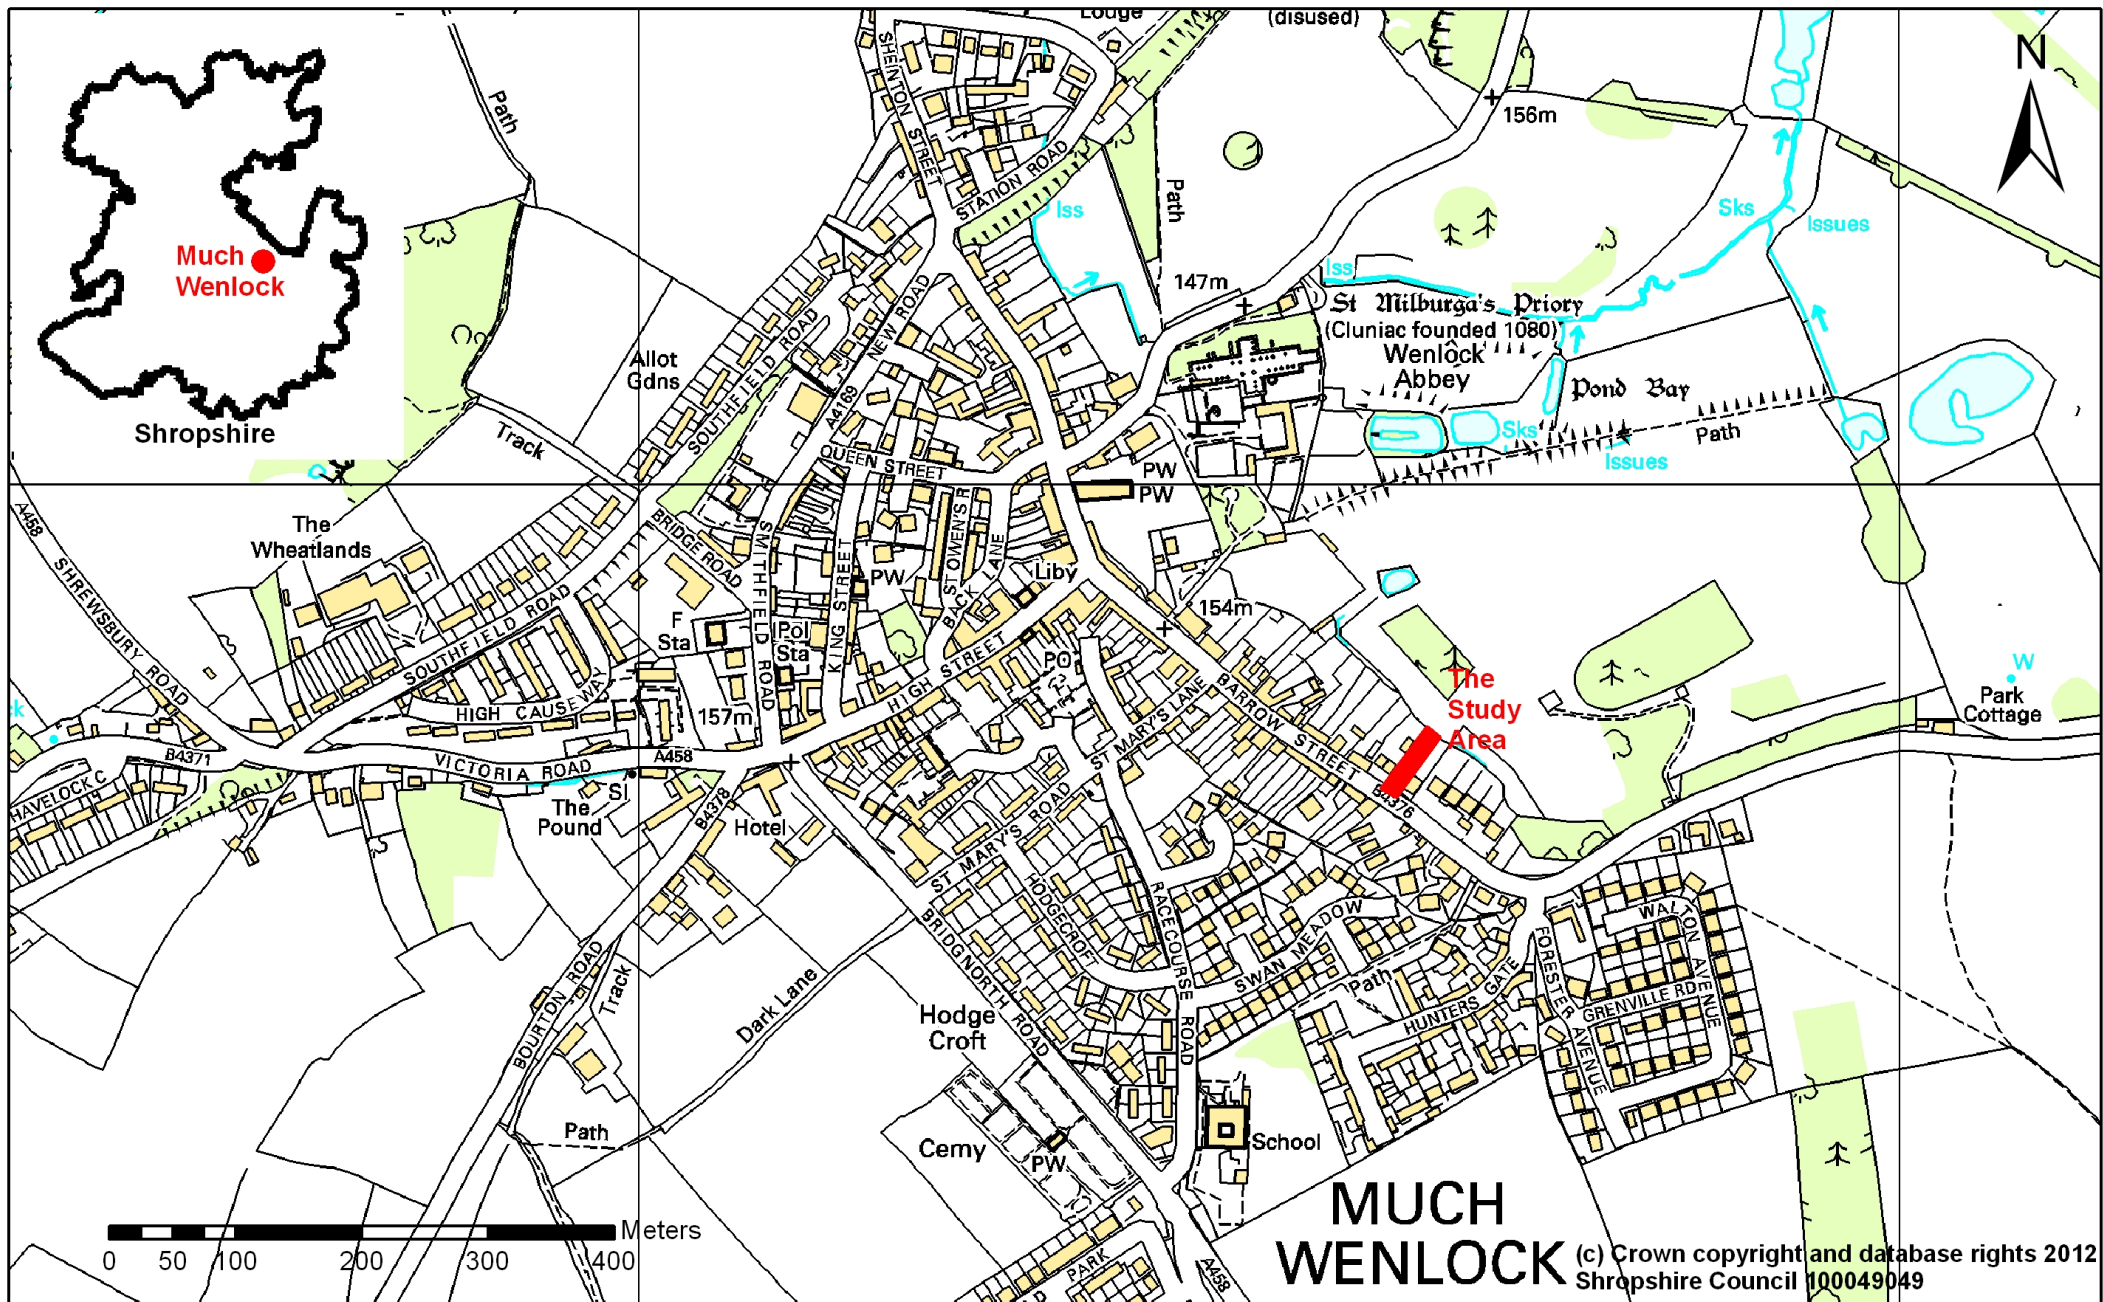 Lodge
(disused)
N
SHEINTON STREET
Path
156m
STATION ROAD
Path
Iss
Sks
Issues
Much
Wenlock
Shropshire
147m
Iss
St Milburga's Priory
(Cluniac founded 1080)
Wenlock
Abbey
Pond Bay
Allot
Gdns
SOUTHFIELD ROAD
NEW ROAD
A4169
Track
QUEEN STREET
Sks
Path
Issues
PW
PW
A458
The
Wheatlands
BRIDGE ROAD
SMITHFIELD ROAD
KING STREET
PW
ST OWEN'S R
BACK LANE
Liby
SHREWSBURY ROAD
SOUTHFIELD ROAD
F
Sta
Pol
Sta
154m
HIGH STREET
PO
W
Park
Cottage
The
Study
Area
HIGH CAUSEWAY
157m
ST MARY'S LANE
BARROW STREET
B4376
ck
B4371
VICTORIA ROAD
A458
HAVELOCK C
The
Pound
Sl
B4378
Hotel
ST MARY'S ROAD
HODGECROFT
RACECOURSE ROAD
SWAN MEADOW
WALTON AVENUE
BRIDGNORTH ROAD
BOURTON ROAD
Track
Dark Lane
Path
HUNTERS GATE
FORESTER AVENUE
GRENVILLE RD
Hodge
Croft
Path
Cemy
PW
School
MUCH
WENLOCK
Meters
0 50 100 200 300 400
PARK
A458
(c) Crown copyright and database rights 2012
Shropshire Council 100049049